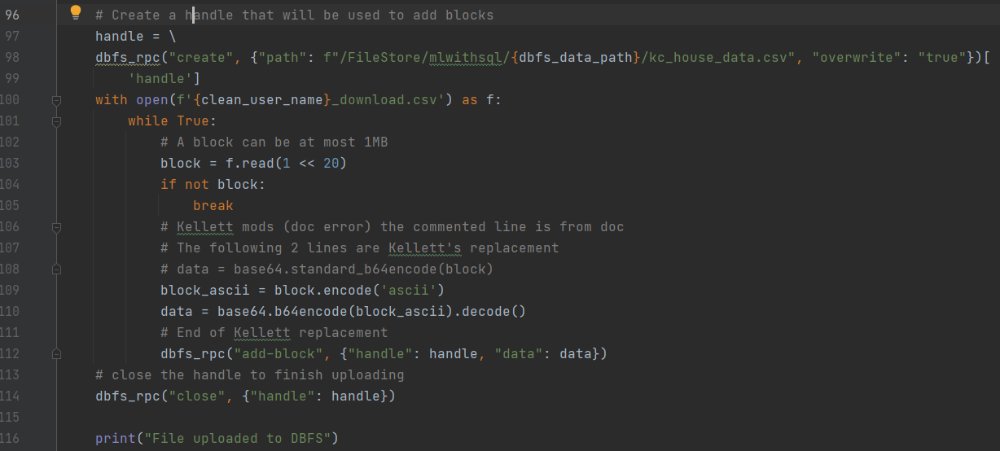 96 # Create a handle that will be used to add blocks
97 handle = \
98 dbfs_rpc("create", {"path": f"/FileStore/mlwithsql/{dbfs_data_path}/kc_house_data.csv", "overwrite": "true"})[
99     'handle']
100 with open(f'{clean_user_name}_download.csv') as f:
101     while True:
102         # A block can be at most 1MB
103         block = f.read(1 << 20)
104         if not block:
105             break
106         # Kellett mods (doc error) the commented line is from doc
107         # The following 2 lines are Kellett's replacement
108         # data = base64.standard_b64encode(block)
109         block_ascii = block.encode('ascii')
110         data = base64.b64encode(block_ascii).decode()
111         # End of Kellett replacement
112         dbfs_rpc("add-block", {"handle": handle, "data": data})
113 # close the handle to finish uploading
114 dbfs_rpc("close", {"handle": handle})
115
116 print("File uploaded to DBFS")